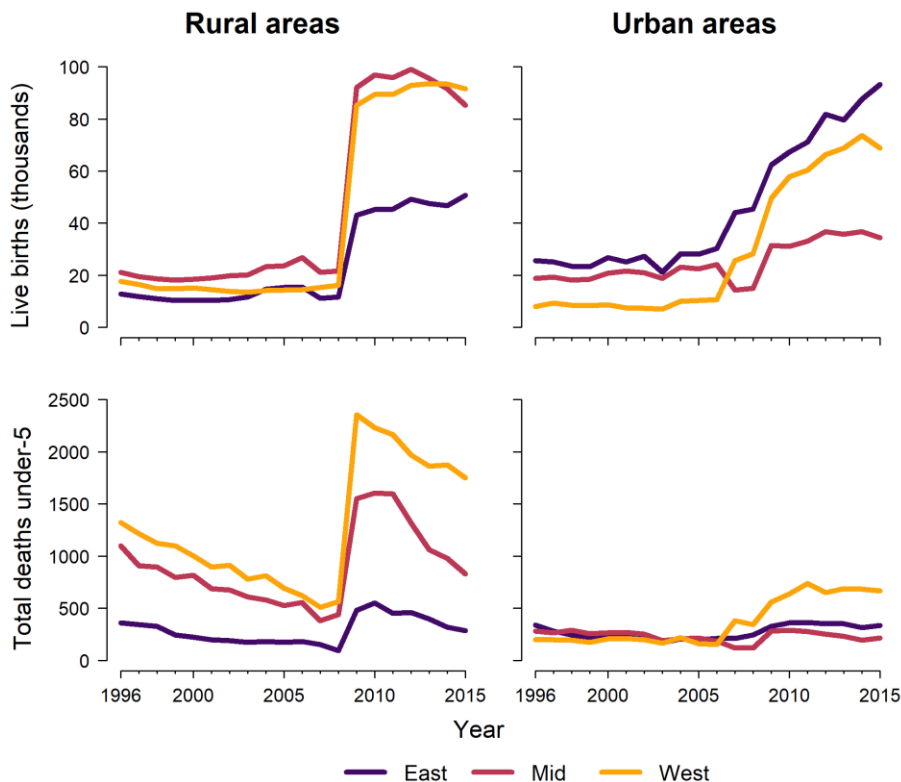 Rural areas
Urban areas
Live births (thousands)
100
80
60
40
20
0
Total deaths under-5
2500
2000
1500
1000
500
0
1996 2000 2005 2010 2015
1996 2000 2005 2010 2015
Year
East Mid West